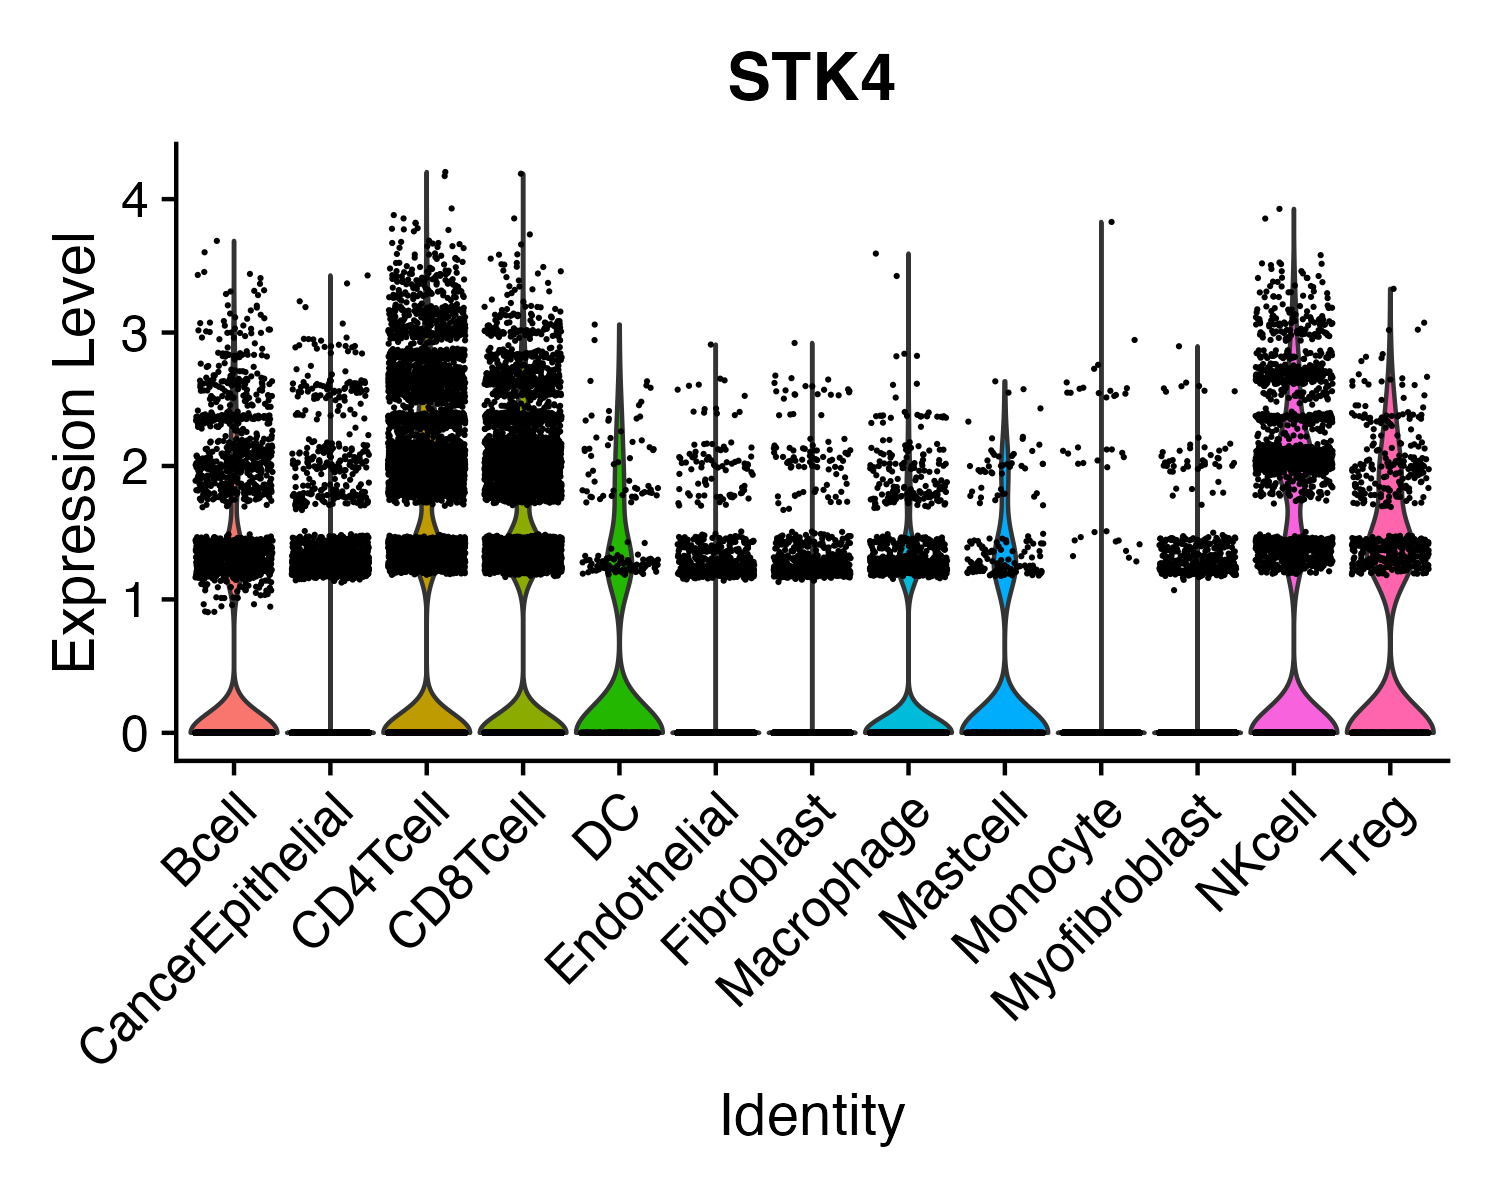 STK4
Expression Level
4
3
2
1
0
Bcell
CancerEpithelial
CD4Tcell
CD8Tcell
DC
Endothelial
Fibroblast
Macrophage
Mastcell
Monocyte
Myofibroblast
NKcell
Treg
Identity